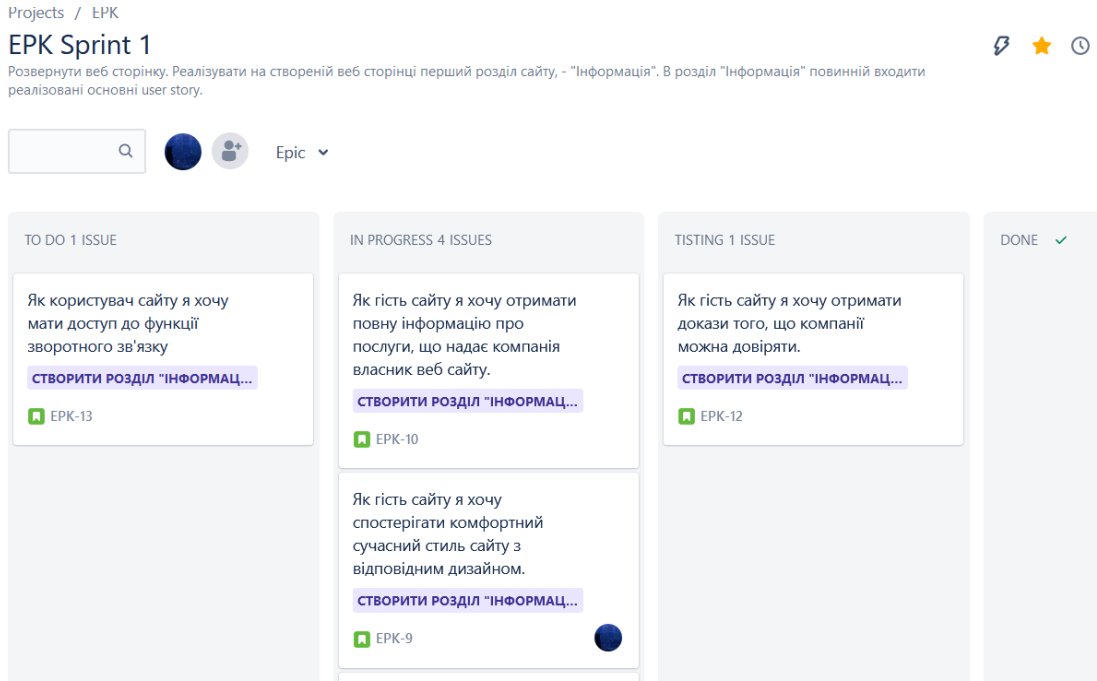 Projects / EPK
EPK Sprint 1
Розвернути веб сторінку. Реалізувати на створеній веб сторінці перший розділ сайту, - "Інформація". В розділ "Інформація" повинній входити
реалізовані основні user story.
Epic
TO DO 1 ISSUE
Як користувач сайту я хочу
мати доступ до функції
зворотного зв'язку
СТВОРИТИ РОЗДІЛ "ІНФОРМАЦ...
EPK-13
IN PROGRESS 4 ISSUES
Як гість сайту я хочу отримати
повну інформацію про
послуги, що надає компанія
власник веб сайту.
СТВОРИТИ РОЗДІЛ "ІНФОРМАЦ...
EPK-10
Як гість сайту я хочу
спостерігати комфортний
сучасний стиль сайту з
відповідним дизайном.
СТВОРИТИ РОЗДІЛ "ІНФОРМАЦ...
EPK-9
TISTING 1 ISSUE
Як гість сайту я хочу отримати
докази того, що компанії
можна довіряти.
СТВОРИТИ РОЗДІЛ "ІНФОРМАЦ...
EPK-12
DONE